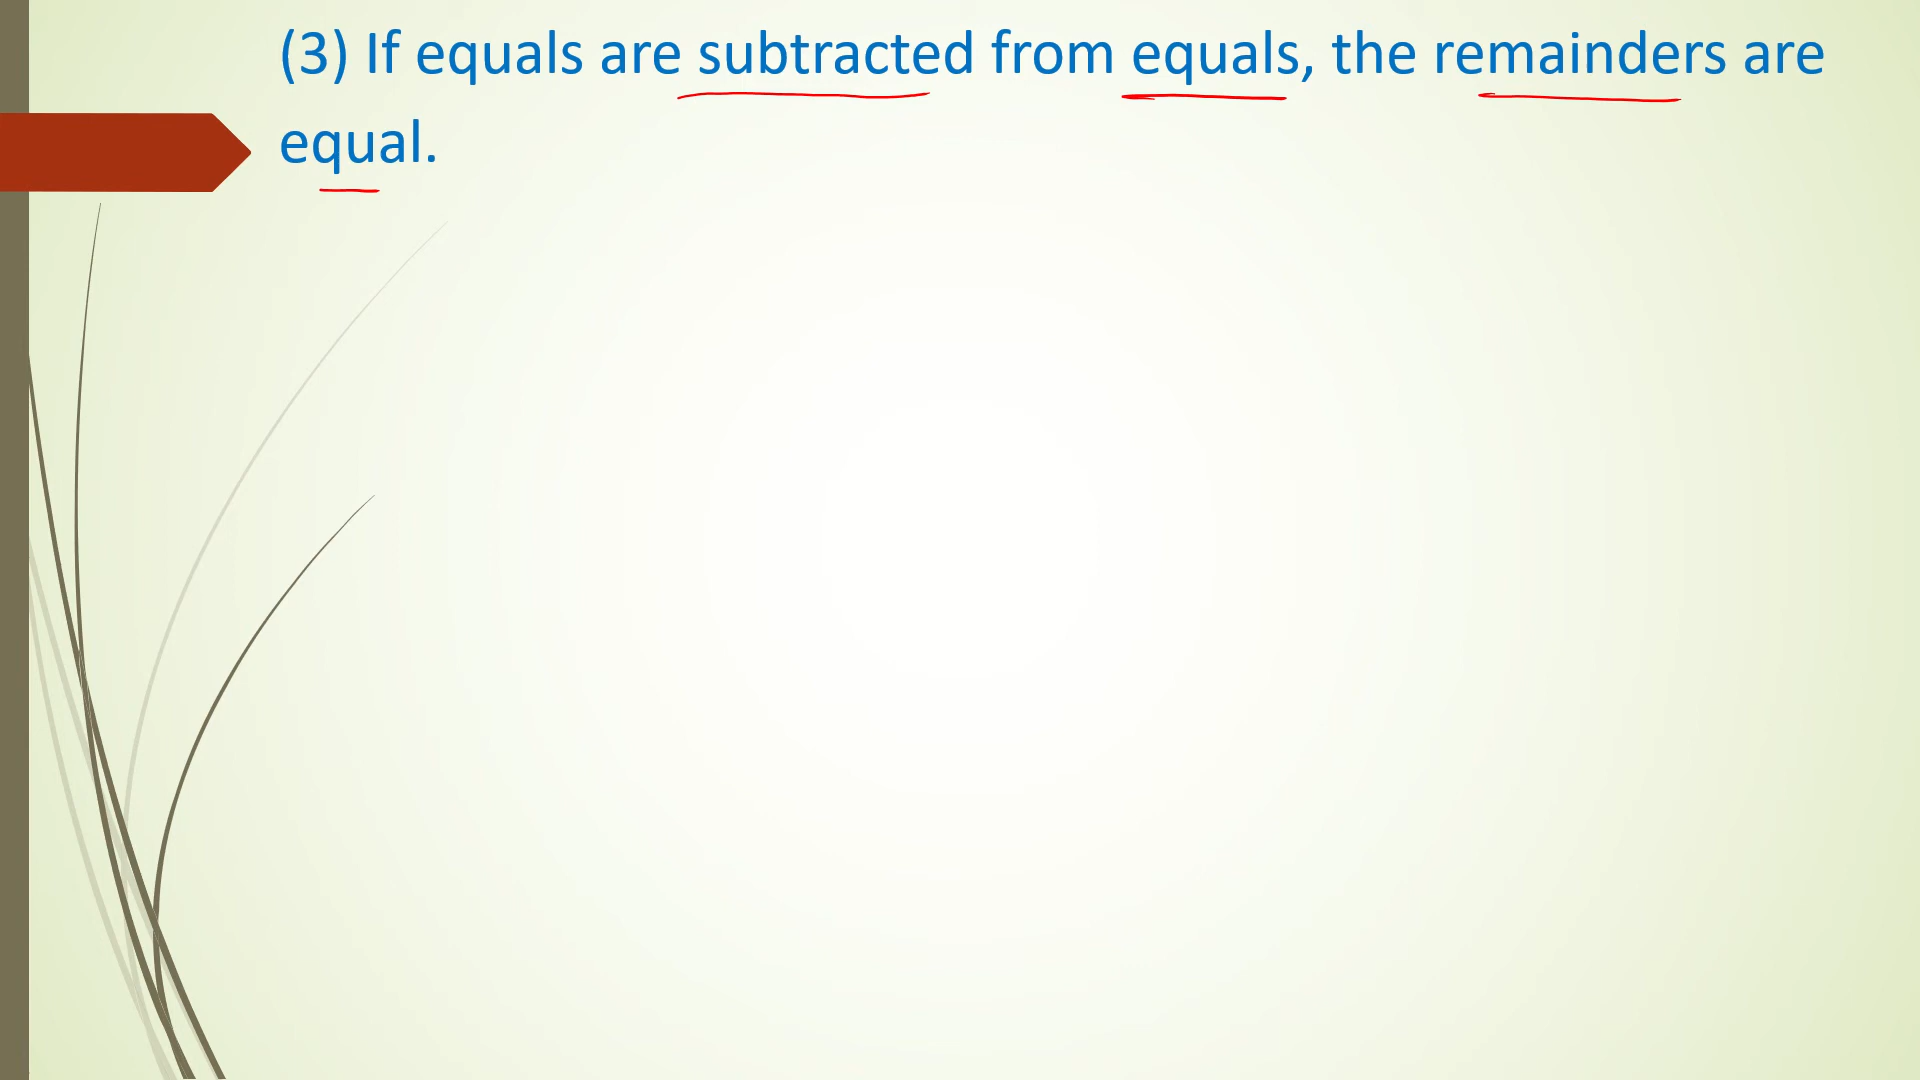 (3) If equals are subtracted from equals, the remainders are
equal.